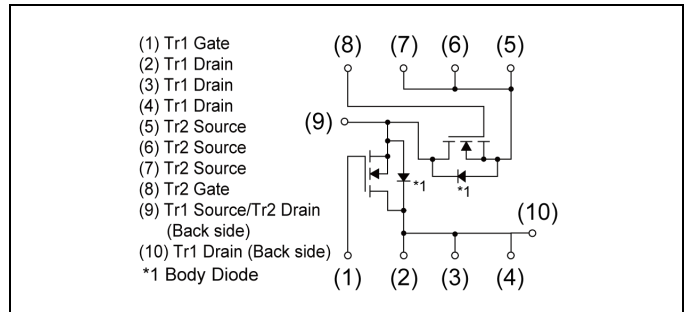 (1) Tr1 Gate
(2) Tr1 Drain
(3) Tr1 Drain
(4) Tr1 Drain
(5) Tr2 Source
(6) Tr2 Source
(7) Tr2 Source
(8) Tr2 Gate
(9) Tr1 Source/Tr2 Drain
(Back side)
(10) Tr1 Drain (Back side)
*1 Body Diode
(8) (7) (6) (5)
(9)
*1 *1
(10)
(1) (2) (3) (4)